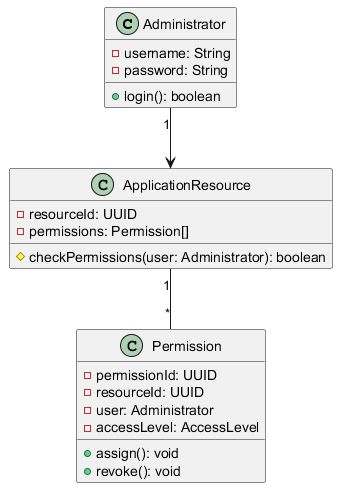 C Administrator
username: String
password: String
login(): boolean
1
C ApplicationResource
resourceId: UUID
permissions: Permission[]
checkPermissions(user: Administrator): boolean
1
*
C Permission
permissionId: UUID
resourceId: UUID
user: Administrator
accessLevel: AccessLevel
assign(): void
revoke(): void